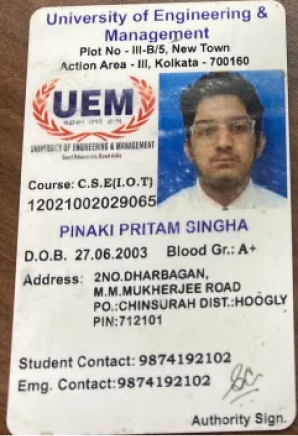 University of Engineering &
Management
Plot No - III-B/5, New Town
Action Area - III, Kolkata - 700160
UEM
UNIVERSITY OF ENGINEERING & MANAGEMENT
Course: C.S.E(I.O.T)
12021002029065
PINAKI PRITAM SINGHA
D.O.B. 27.06.2003 Blood Gr.: A+
Address: 2NO.DHARBAGAN,
M.M.MUKHERJEE ROAD
PO.:CHINSURAH DIST.:HOOGLY
PIN:712101
Student Contact: 9874192102
Emg. Contact:9874192102
Authority Sign.